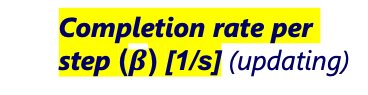 Completion rate per
step (β) [1/s] (updating)